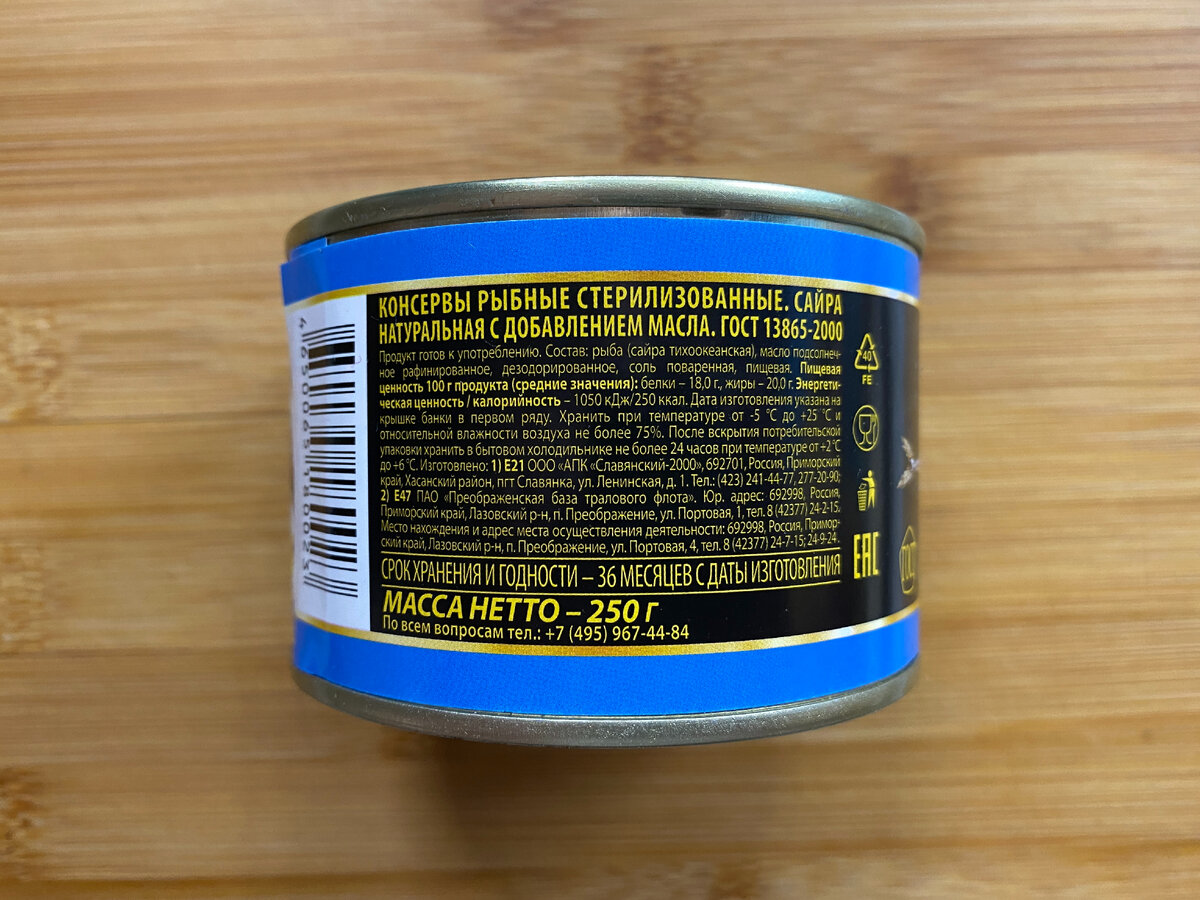 КОНСЕРВЫ РЫБНЫЕ СТЕРИЛИЗОВАННЫЕ. САЙРА
НАТУРАЛЬНАЯ С ДОБАВЛЕНИЕМ МАСЛА. ГОСТ 13865-2000
Продукт готов к употреблению. Состав: рыба (сайра тихоокеанская), масло подсолнеч-
ное рафинированное, дезодорированное, соль поваренная, пищевая. Пищевая
ценность 100 г продукта (средние значения): белки – 18,0 г., жиры – 20,0 г. Энергети-
ческая ценность / калорийность – 1050 кДж/250 ккал. Дата изготовления указана на
крышке банки в первом ряду. Хранить при температуре от -5 °С до +25 °С и
относительной влажности воздуха не более 75%. После вскрытия потребительской
упаковки хранить в бытовом холодильнике не более 24 часов при температуре от +2°С
до +6 °С. Изготовлено: 1) Е21 ООО «АПК «Славянский-2000», 692701, Россия, Приморский
край, Хасанский район, пгт Славянка, ул. Ленинская, д. 1. Тел.: (423) 241-44-77, 277-20-90;
2) Е47 ПАО «Преображенская база тралового флота». Юр. адрес: 692998, Россия,
Приморский край, Лазовский р-н, п. Преображение, ул. Портовая, 1, тел. 8 (42377) 24-2-15.
Место нахождения и адрес места осуществления деятельности: 692998, Россия, Примор-
ский край, Лазовский р-н, п. Преображение, ул. Портовая, 4, тел. 8 (42377) 24-7-15; 24-9-24.
СРОК ХРАНЕНИЯ И ГОДНОСТИ – 36 МЕСЯЦЕВ С ДАТЫ ИЗГОТОВЛЕНИЯ
МАССА НЕТТО – 250 г
По всем вопросам тел.: +7 (495) 967-44-84
40
FE
EAC